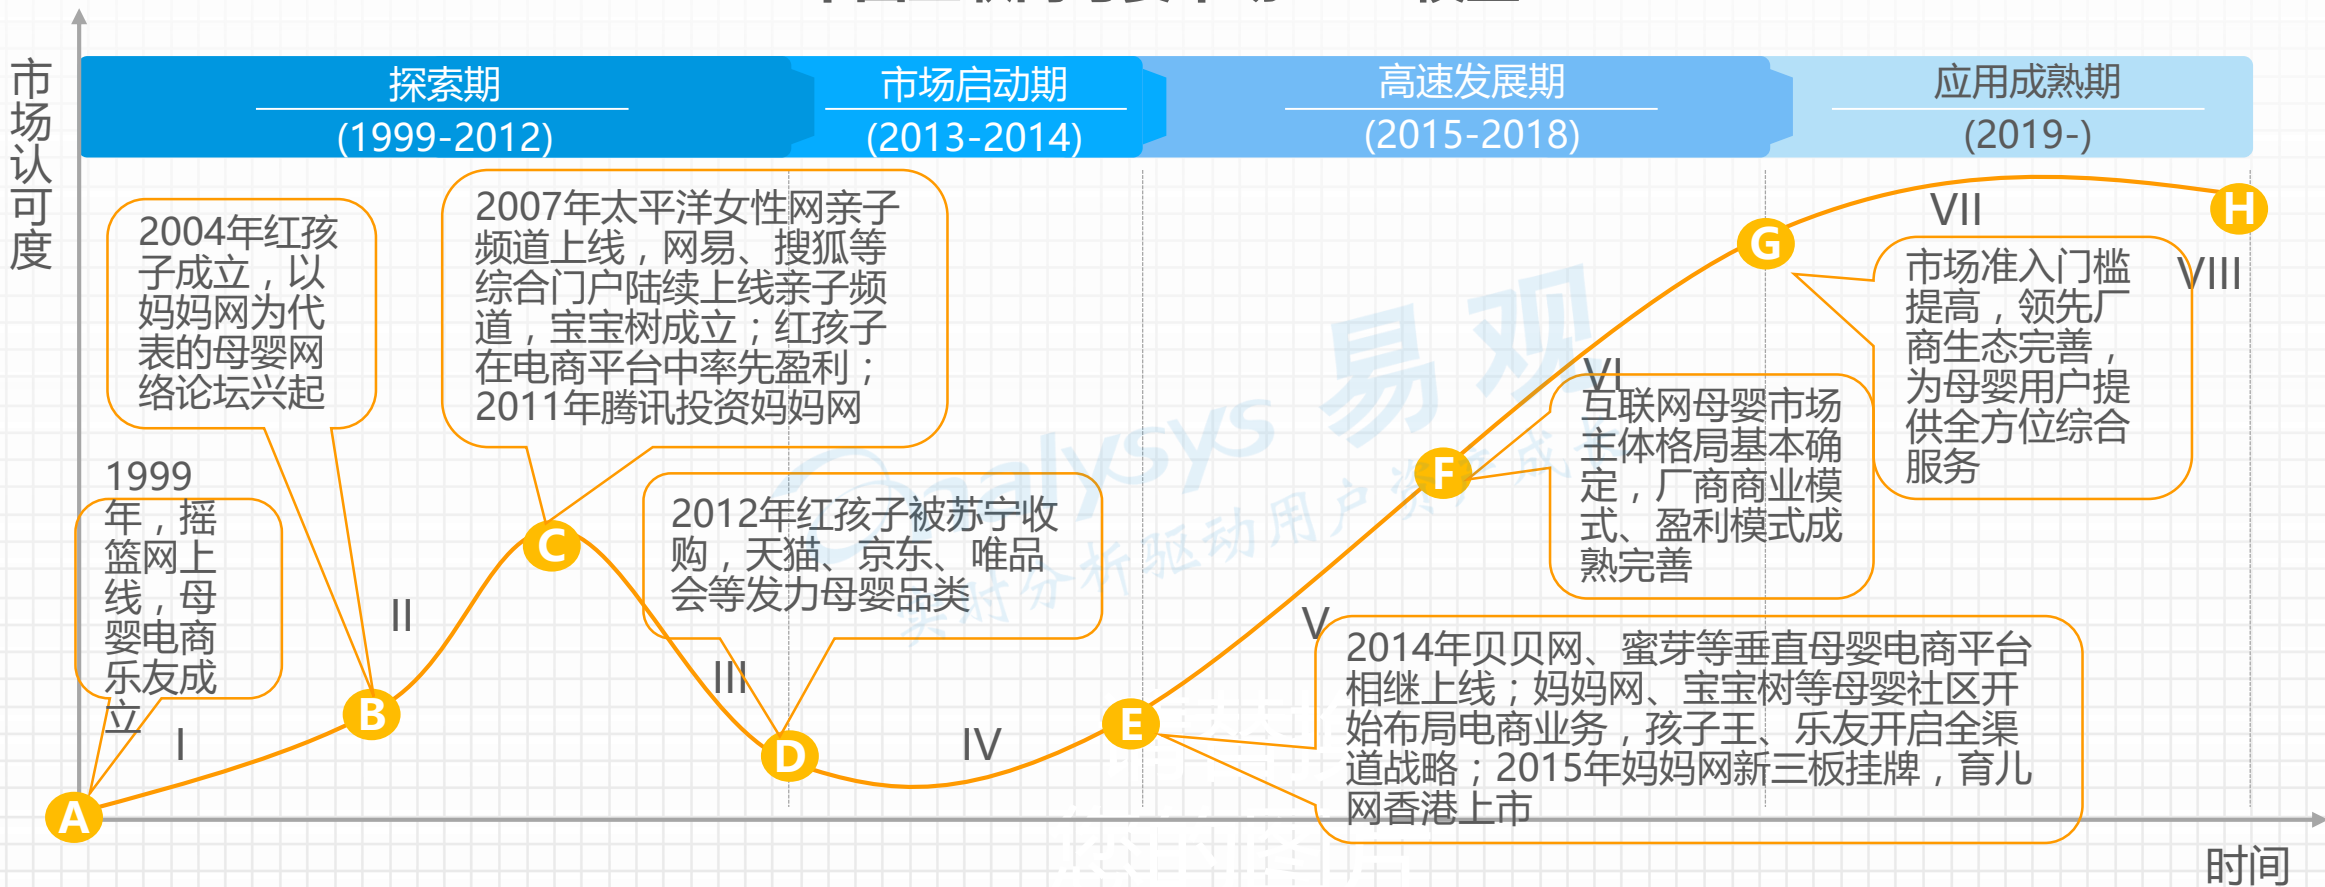 市场认可度
探索期
(1999-2012)
市场启动期
(2013-2014)
高速发展期
(2015-2018)
应用成熟期
(2019-)
1999
年，摇
篮网上
线，母
婴电商
乐友成
立
2004年红孩
子成立，以
妈妈网为代
表的母婴网
络论坛兴起
2007年太平洋女性网亲子
频道上线，网易、搜狐等
综合门户陆续上线亲子频
道，宝宝树成立；红孩子
在电商平台中率先盈利；
2011年腾讯投资妈妈网
2012年红孩子被苏宁收
购，天猫、京东、唯品
会等发力母婴品类
2014年贝贝网、蜜芽等垂直母婴电商平台
相继上线；妈妈网、宝宝树等母婴社区开
始布局电商业务，孩子王、乐友开启全渠
道战略；2015年妈妈网新三板挂牌，育儿
网香港上市
互联网母婴市场
主体格局基本确
定，厂商商业模
式、盈利模式成
熟完善
市场准入门槛
提高，领先厂
商生态完善，
为母婴用户提
供全方位综合
服务
A
I
B
II
C
III
D
IV
E
V
F
VI
G
VII
H
VIII
时间
analysys 易观
实时分析驱动用户资产成长